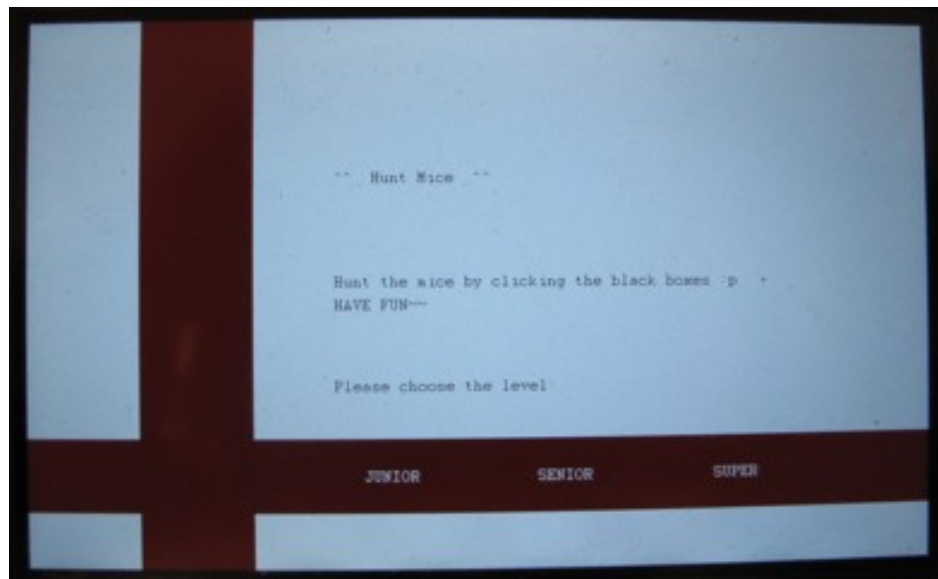 ^^ Hunt Mice ^^
Hunt the mice by clicking the black boxes :p
HAVE FUN~~
Please choose the level
JUNIOR SENIOR SUPER